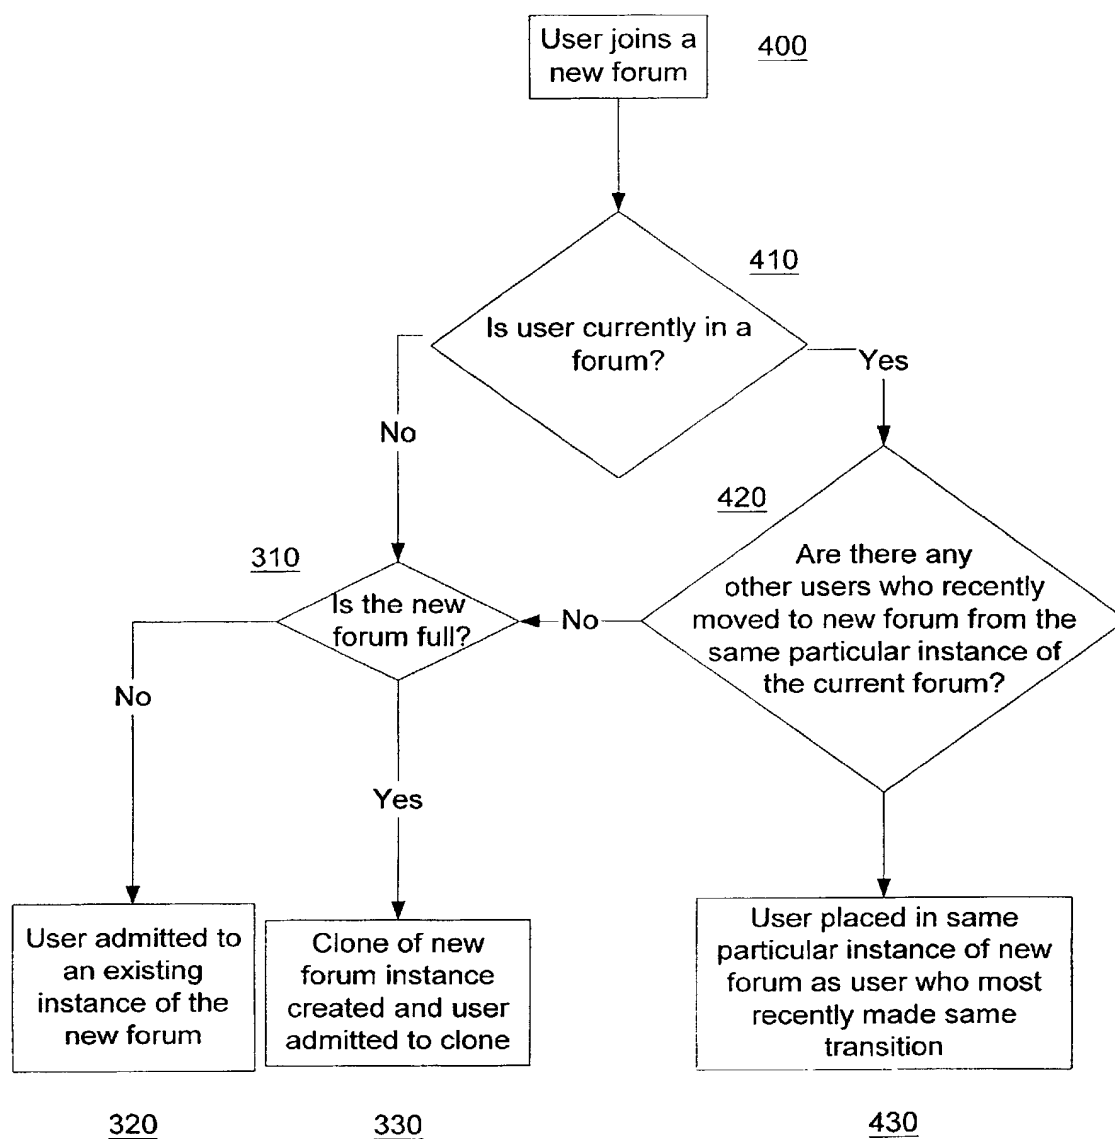 User joins a
new forum
400
410
Is user currently in a
forum?
Yes
No
420
310
Are there any
other users who recently
moved to new forum from the
same particular instance of
the current forum?
Is the new
forum full?
No
No
Yes
User admitted to
an existing
instance of the
new forum
Clone of new
forum instance
created and user
admitted to clone
User placed in same
particular instance of new
forum as user who most
recently made same
transition
320
330
430